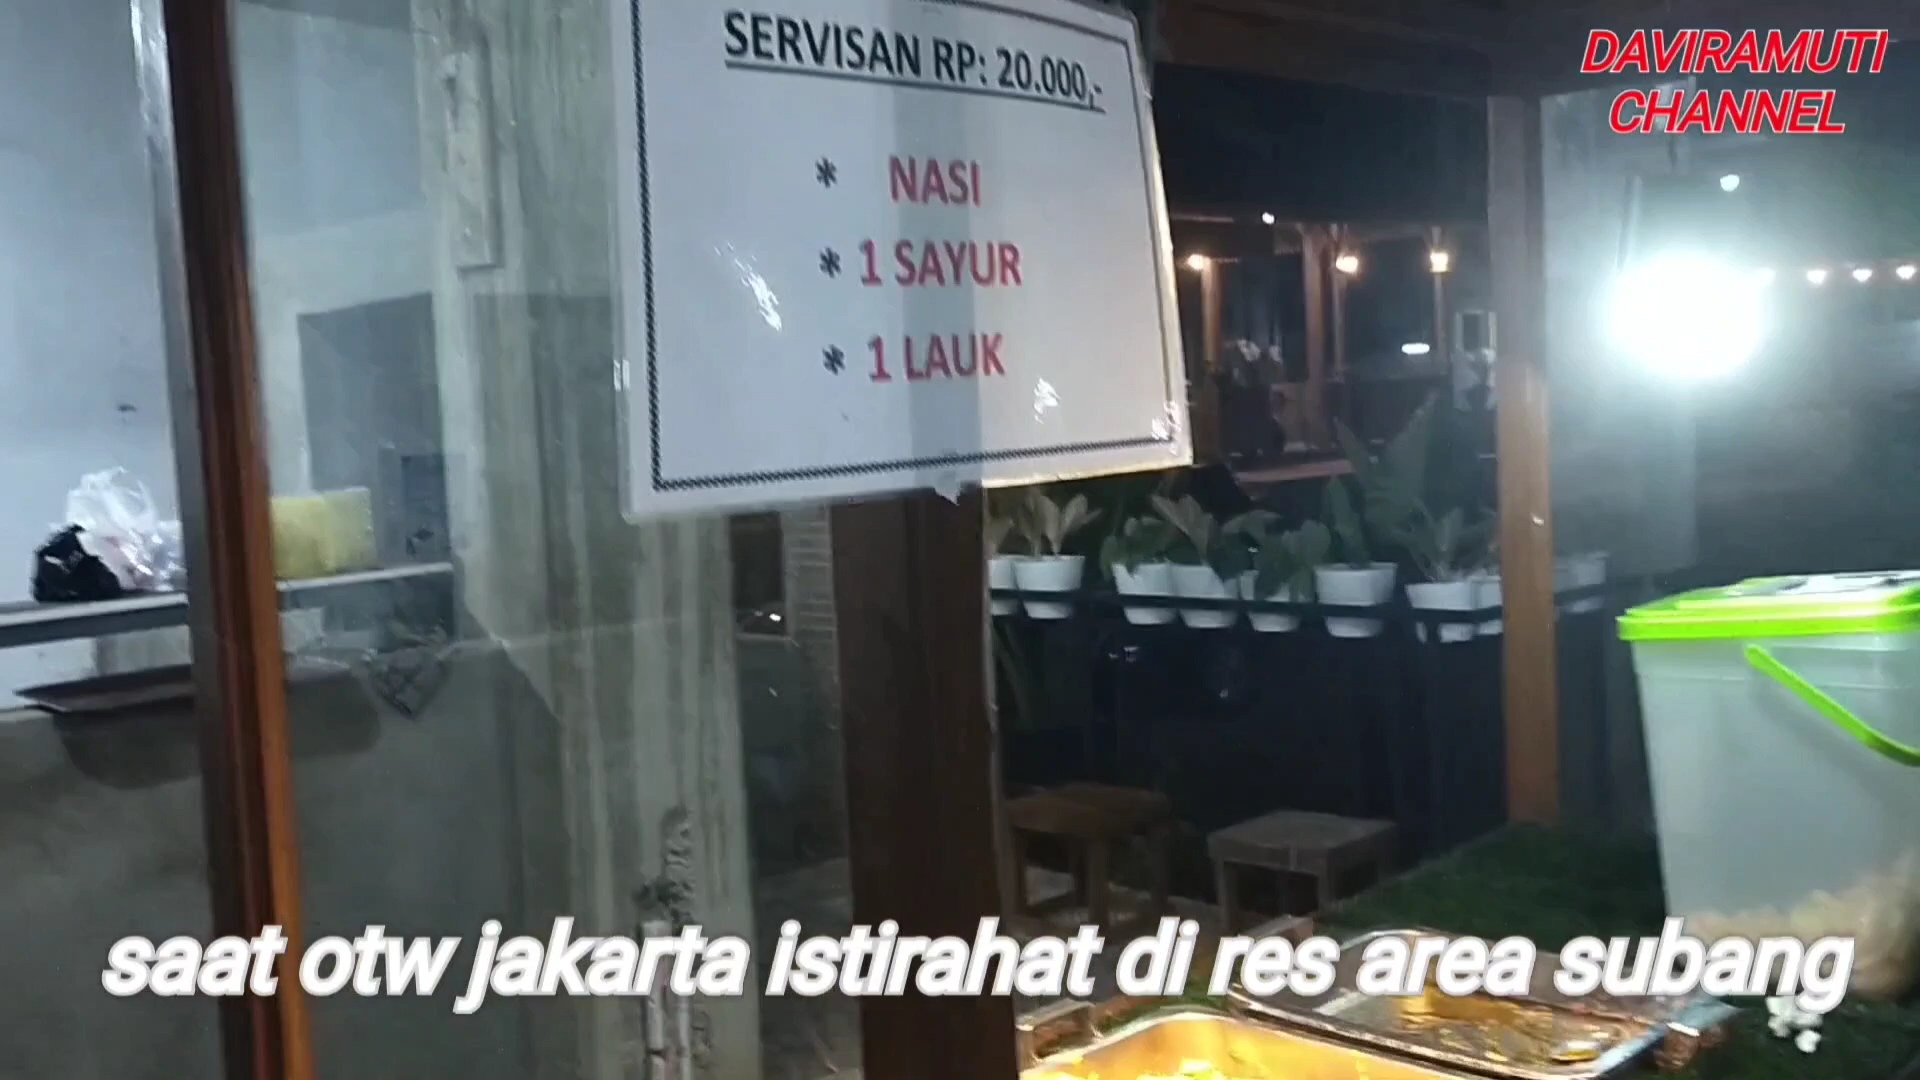 SERVISAN RP: 20.000,-
* NASI
* 1 SAYUR
* 1 LAUK
DAVIRAMUTI
CHANNEL
saat otw jakarta istirahat di res area subang